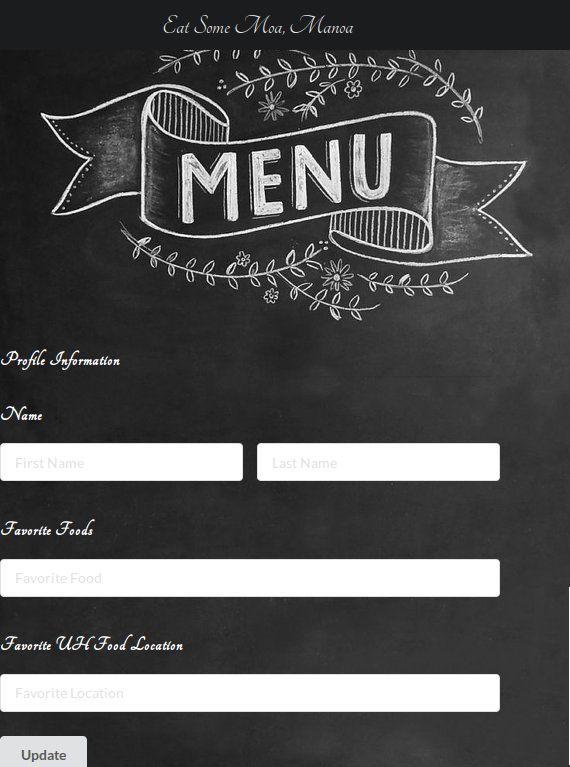 Eat Some Moa, Manoa
MENU
Profile Information
Name
First Name Last Name
Favorite Foods
Favorite Food
Favorite UH Food Location
Favorite Location
Update